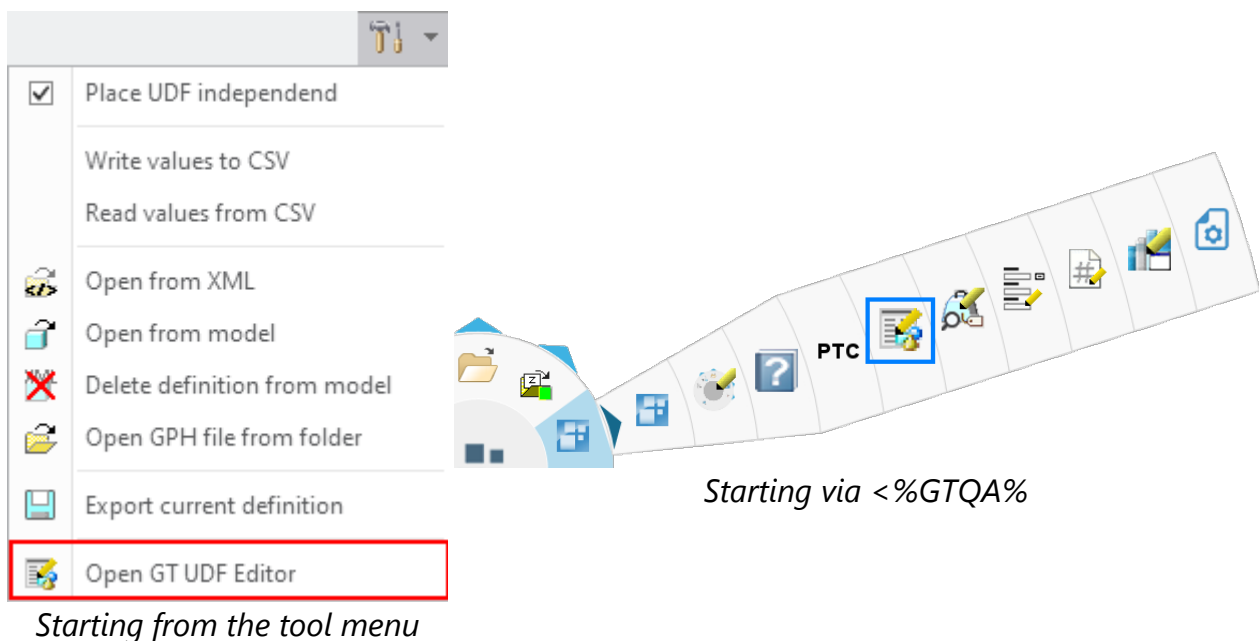 Place UDF independend
Write values to CSV
Read values from CSV
Open from XML
Open from model
Delete definition from model
Open GPH file from folder
Export current definition
Open GT UDF Editor
Starting from the tool menu
PTC
Starting via <%GTQA%